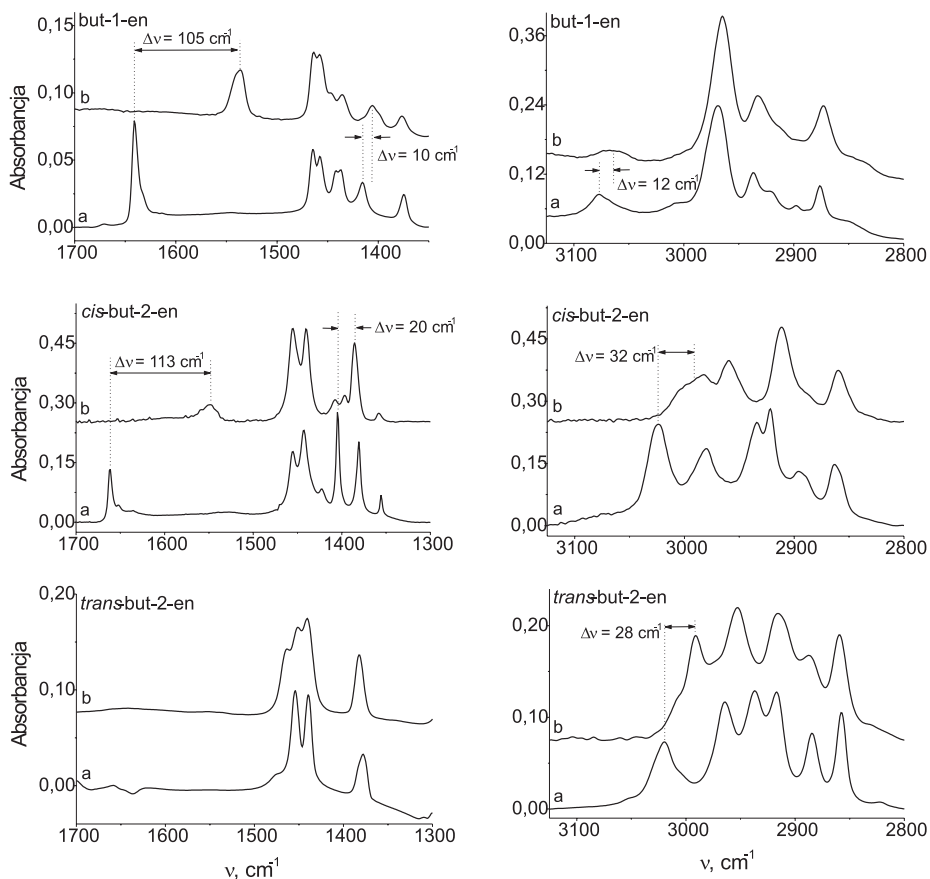 but-1-en
0,15
Δν = 105 cm⁻¹
b
0,10
Absorbancja
0,05
Δν = 10 cm⁻¹
a
0,00
1700 1600 1500 1400
but-1-en
0,36
0,24
b
0,12
Δν = 12 cm⁻¹
a
0,00
3100 3000 2900 2800
cis-but-2-en
0,45
Δν = 20 cm⁻¹
Δν = 113 cm⁻¹
b
0,30
Absorbancja
0,15
a
0,00
1700 1600 1500 1400 1300
cis-but-2-en
0,45
Δν = 32 cm⁻¹
b
0,30
0,15
a
0,00
3100 3000 2900 2800
trans-but-2-en
0,20
0,10
b
Absorbancja
a
0,00
1700 1600 1500 1400 1300
ν, cm⁻¹
trans-but-2-en
0,20
Δν = 28 cm⁻¹
0,10
b
a
0,00
3100 3000 2900 2800
ν, cm⁻¹